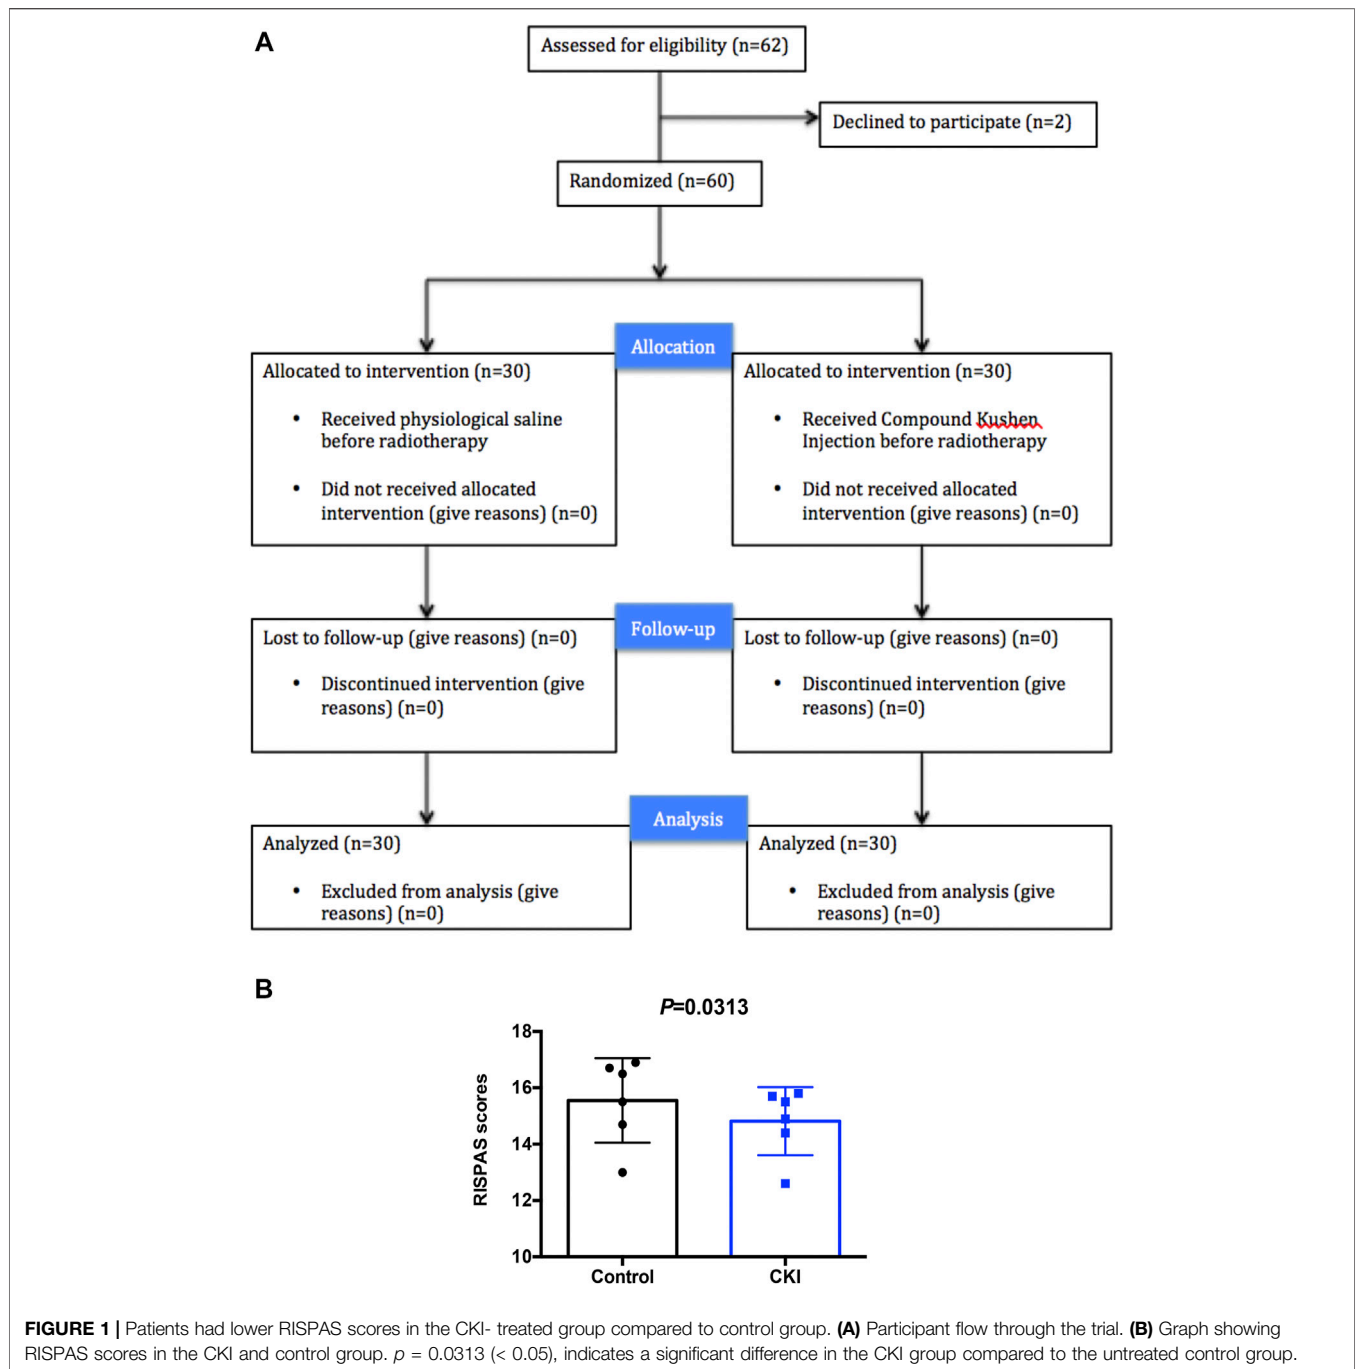 A
Assessed for eligibility (n=62)
Declined to participate (n=2)
Randomized (n=60)
Allocation
Allocated to intervention (n=30)
• Received physiological saline
before radiotherapy
• Did not received allocated
intervention (give reasons) (n=0)
Allocated to intervention (n=30)
• Received Compound Kushen
Injection before radiotherapy
• Did not received allocated
intervention (give reasons) (n=0)
Follow-up
Lost to follow-up (give reasons) (n=0)
• Discontinued intervention (give
reasons) (n=0)
Lost to follow-up (give reasons) (n=0)
• Discontinued intervention (give
reasons) (n=0)
Analysis
Analyzed (n=30)
• Excluded from analysis (give
reasons) (n=0)
Analyzed (n=30)
• Excluded from analysis (give
reasons) (n=0)
B
P=0.0313
RISPAS scores
18
16
14
12
10
Control
CKI
FIGURE 1 | Patients had lower RISPAS scores in the CKI- treated group compared to control group. (A) Participant flow through the trial. (B) Graph showing
RISPAS scores in the CKI and control group. p = 0.0313 (< 0.05), indicates a significant difference in the CKI group compared to the untreated control group.